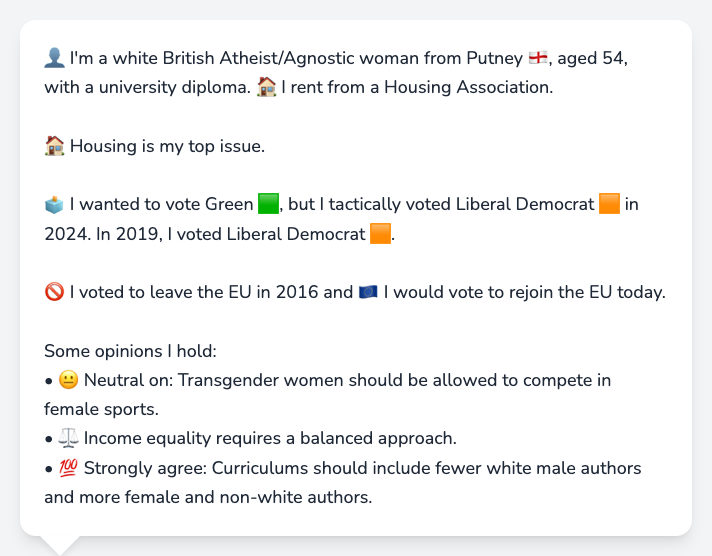 👤 I'm a white British Atheist/Agnostic woman from Putney 🏴󠁧󠁢󠁥󠁮󠁧󠁿, aged 54,
with a university diploma. 🏠 I rent from a Housing Association.
🏠 Housing is my top issue.
🗳️ I wanted to vote Green 🟩, but I tactically voted Liberal Democrat 🟧 in
2024. In 2019, I voted Liberal Democrat 🟧.
🚫 I voted to leave the EU in 2016 and 🇪🇺 I would vote to rejoin the EU today.
Some opinions I hold:
• 😐 Neutral on: Transgender women should be allowed to compete in
female sports.
• ⚖️ Income equality requires a balanced approach.
• 💯 Strongly agree: Curriculums should include fewer white male authors
and more female and non-white authors.